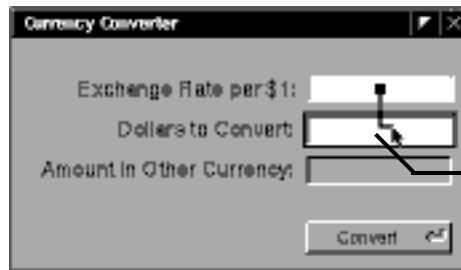 Currency Converter
Exchange Rate per $1:
Dollars to Convert:
Amount in Other Currency:
Convert